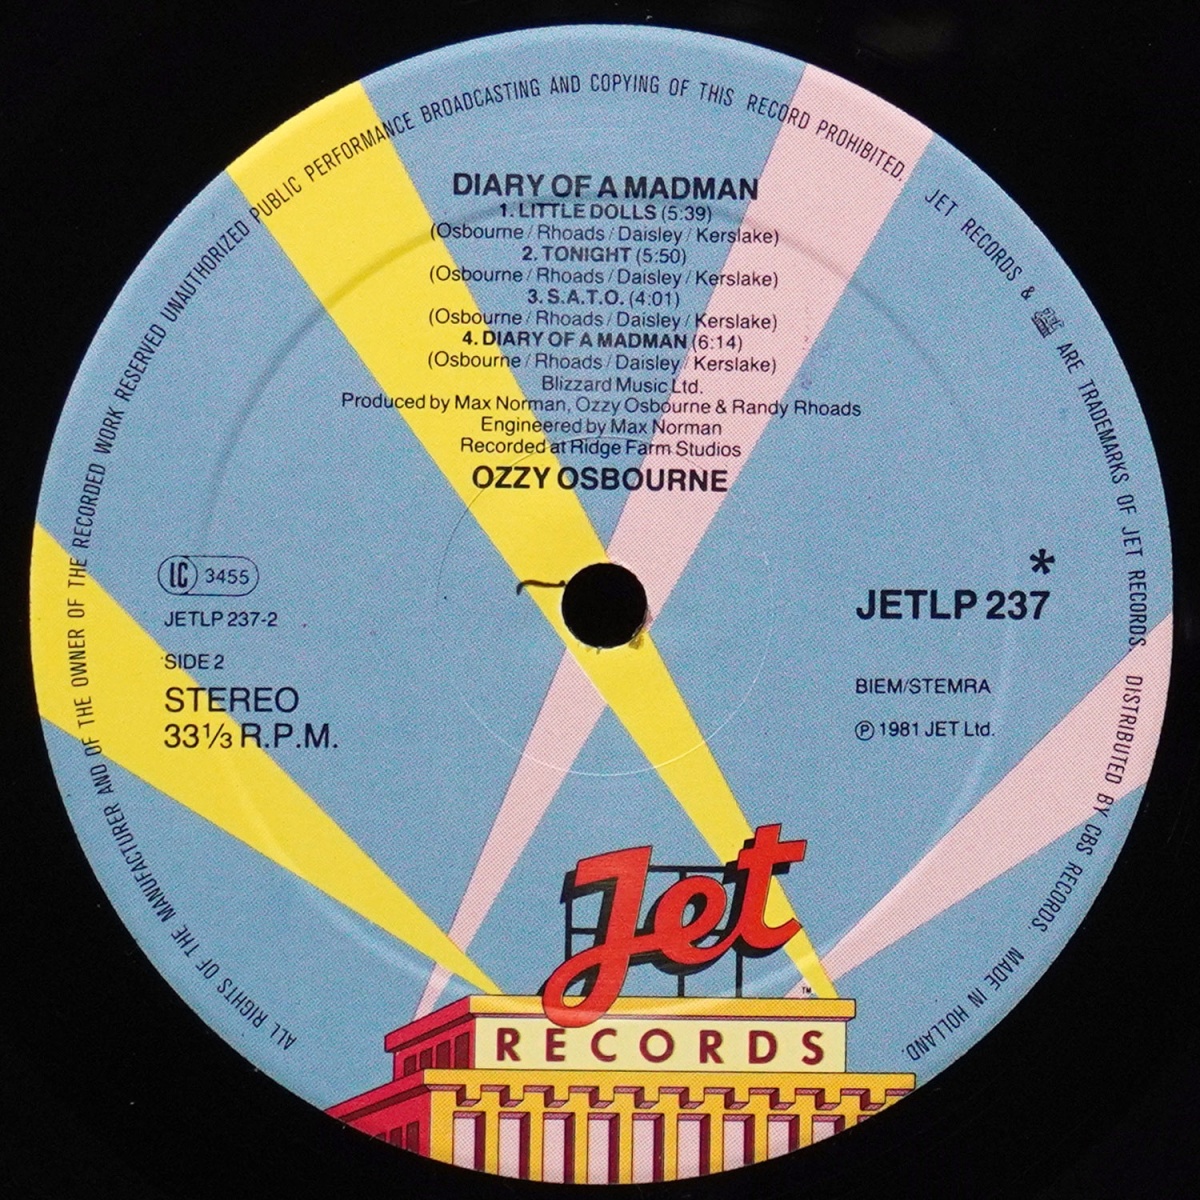 DIARY OF A MADMAN
1. LITTLE DOLLS (5:39)
(Osbourne / Rhoads / Daisley / Kerslake)
2. TONIGHT (5:50)
(Osbourne / Rhoads / Daisley / Kerslake)
3. S.A.T.O. (4:01)
(Osbourne / Rhoads / Daisley / Kerslake)
4. DIARY OF A MADMAN (6:14)
(Osbourne / Rhoads / Daisley / Kerslake)
Blizzard Music Ltd.
Produced by Max Norman, Ozzy Osbourne & Randy Rhoads
Engineered by Max Norman
Recorded at Ridge Farm Studios
OZZY OSBOURNE
LC 3455
JETLP 237-2
SIDE 2
STEREO
33⅓ R.P.M.
*
JETLP 237
BIEM/STEMRA
℗ 1981 JET Ltd.
Jet
TM
RECORDS
ALL RIGHTS OF THE MANUFACTURER AND OF THE OWNER OF THE RECORDED WORK RESERVED UNAUTHORIZED PUBLIC PERFORMANCE BROADCASTING AND COPYING OF THIS RECORD PROHIBITED. JET RECORDS & ARE TRADEMARKS OF JET RECORDS. DISTRIBUTED BY CBS RECORDS. MADE IN HOLLAND.